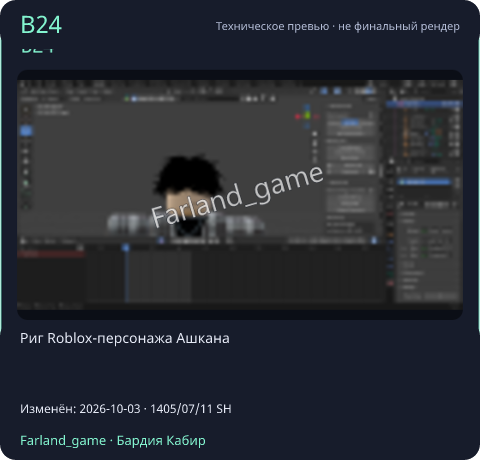 B24
Техническое превью · не финальный рендер
B24
Farland_game
Риг Roblox-персонажа Ашкана
Изменён: 2026-10-03 · 1405/07/11 SH
Farland_game · Бардия Кабир